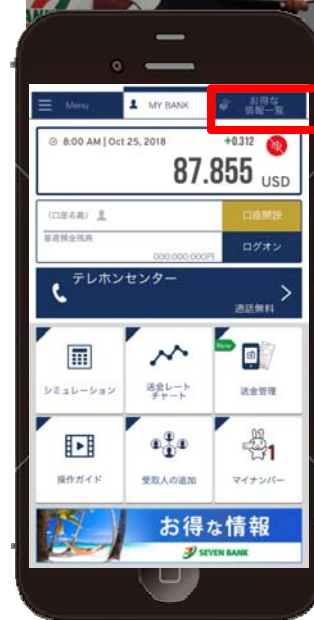 Menu
MY BANK
お得な
情報一覧
8:00 AM | Oct 25, 2018
+0.312
87.855 USD
(口座名義)
口座開設
普通預金残高
000,000,000円
ログオン
テレホンセンター
通話無料
シミュレーション
送金レート
チャート
New
送金管理
操作ガイド
受取人の追加
1
マイナンバー
お得な情報
SEVEN BANK